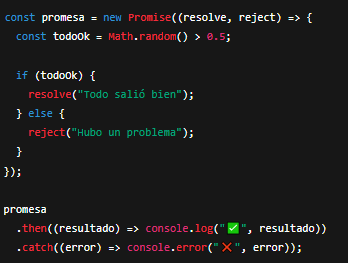 const promesa = new Promise((resolve, reject) => {
  const todoOk = Math.random() > 0.5;

  if (todoOk) {
    resolve("Todo salió bien");
  } else {
    reject("Hubo un problema");
  }
});

promesa
  .then((resultado) => console.log("✅", resultado))
  .catch((error) => console.error("❌", error));